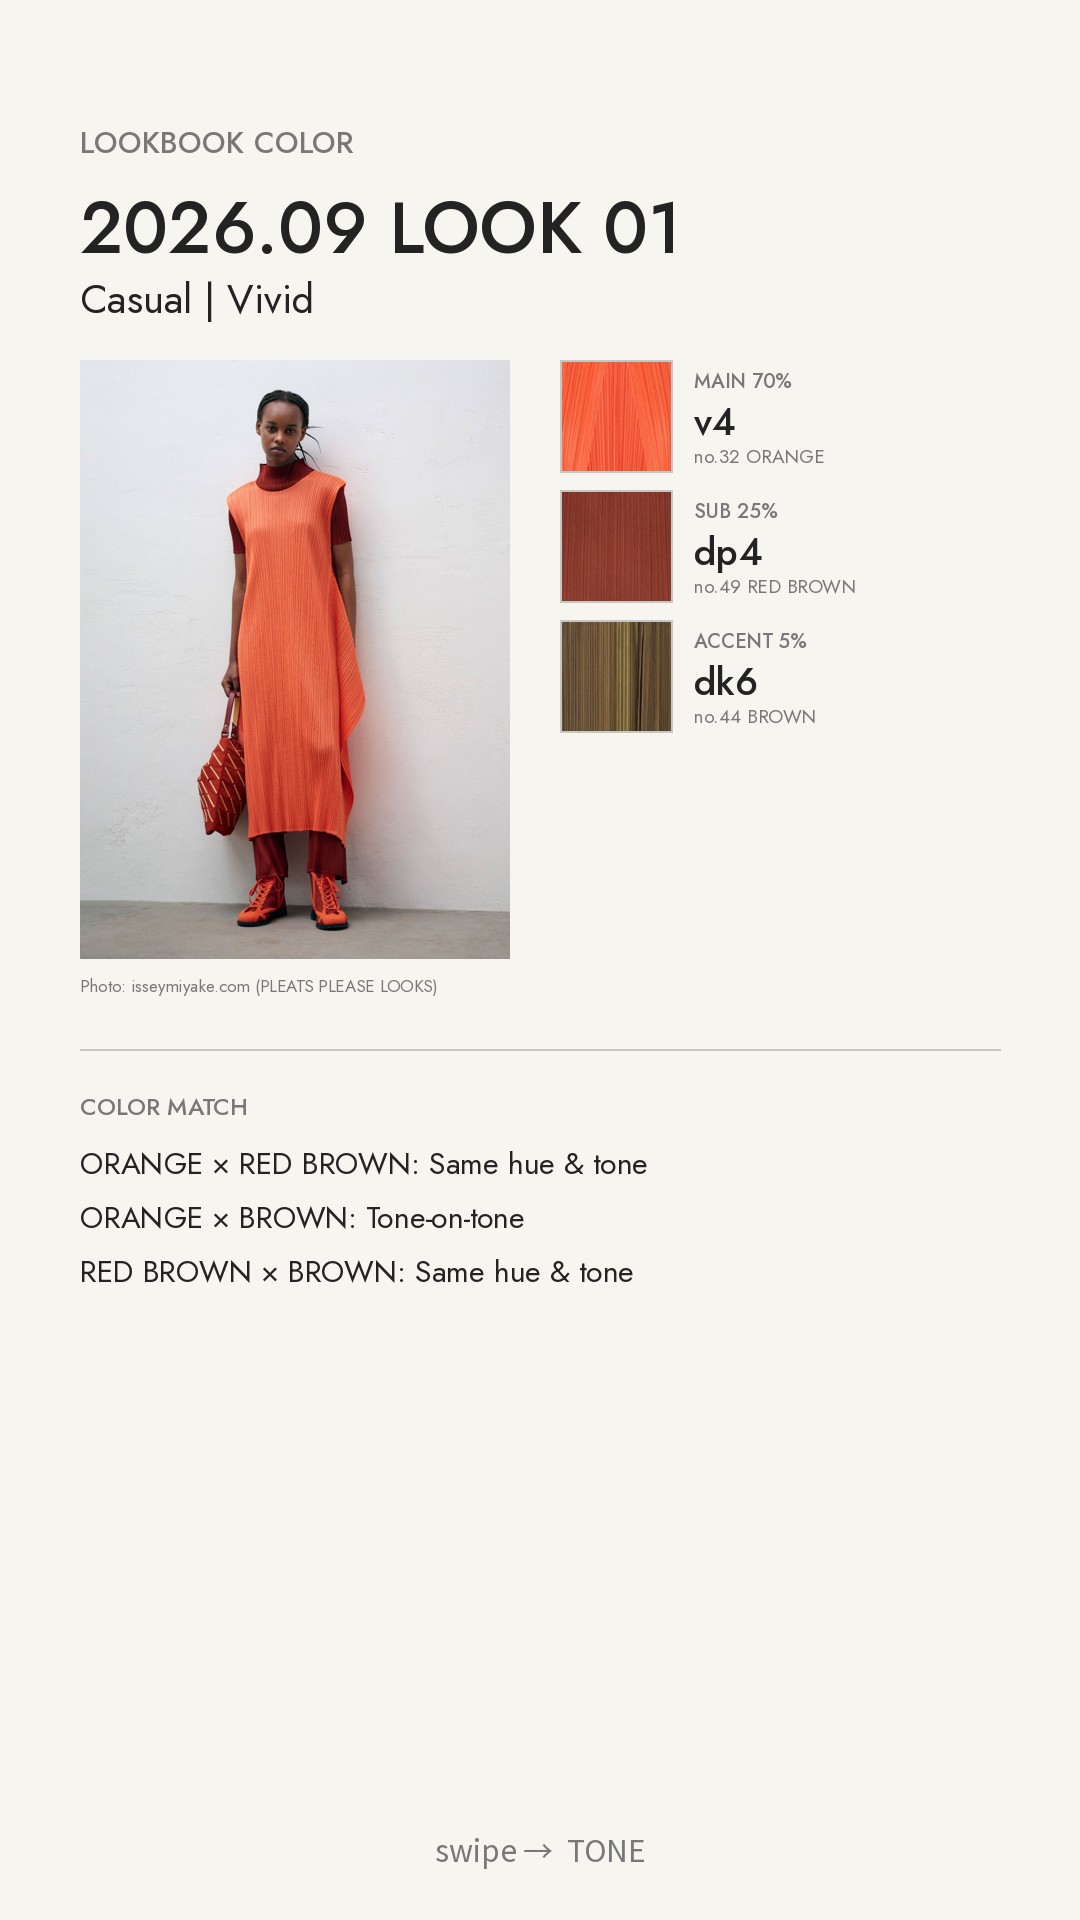 LOOKBOOK COLOR
2026.09 LOOK 01
Casual | Vivid
MAIN 70%
v4
no.32 ORANGE
SUB 25%
dp4
no.49 RED BROWN
ACCENT 5%
dk6
no.44 BROWN
Photo: isseymiyake.com (PLEATS PLEASE LOOKS)
COLOR MATCH
ORANGE × RED BROWN: Same hue & tone
ORANGE × BROWN: Tone-on-tone
RED BROWN × BROWN: Same hue & tone
swipe→ TONE